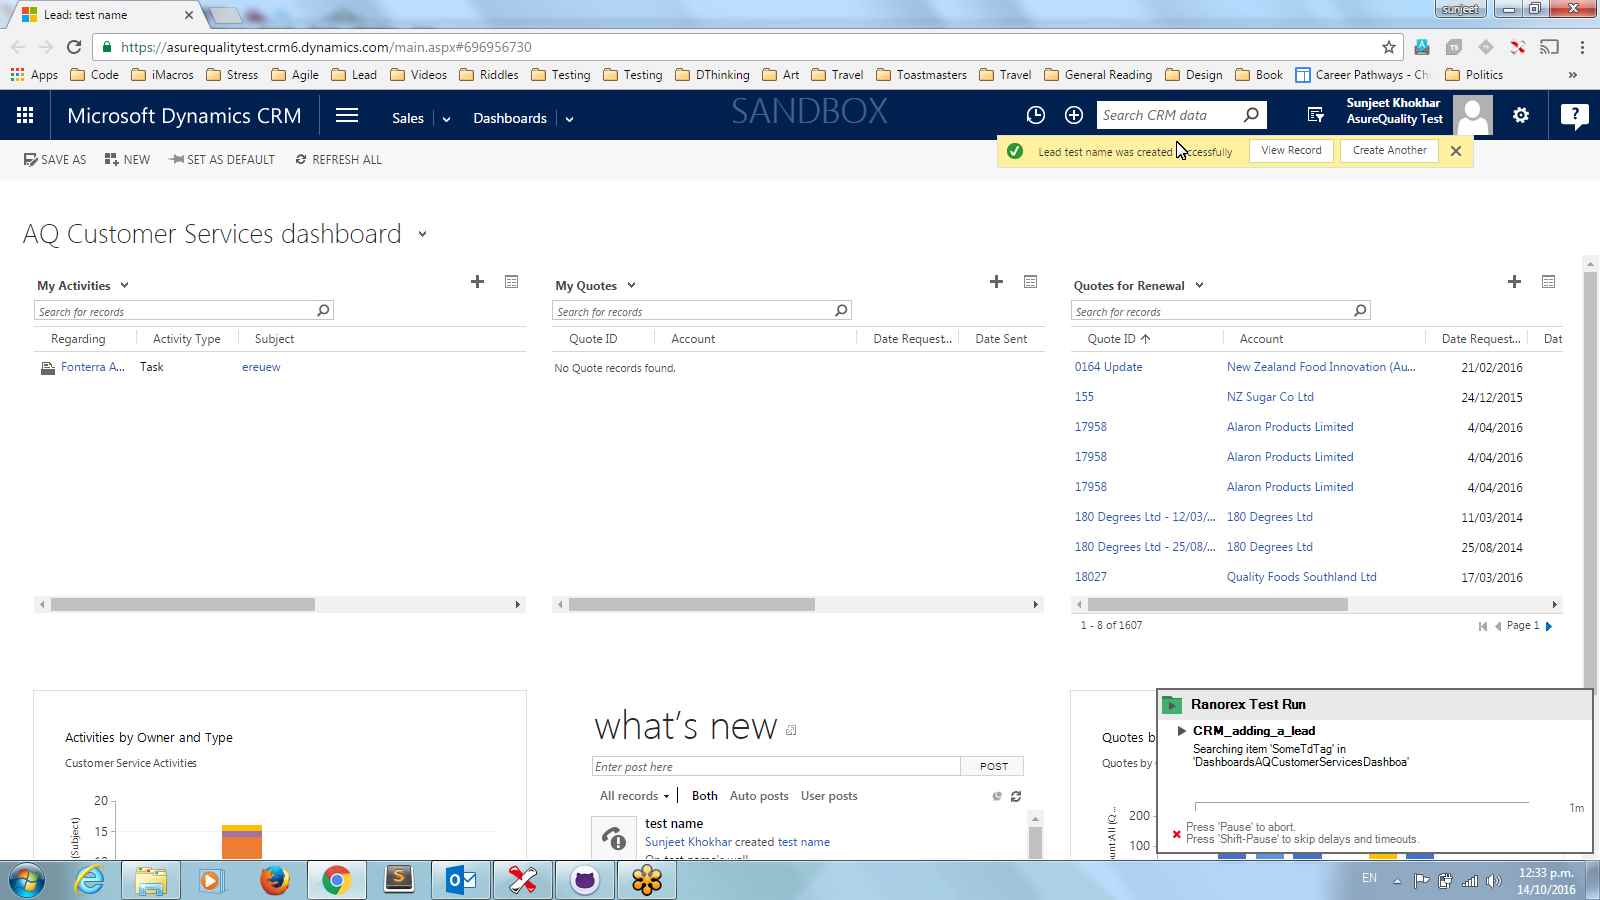 Lead: test name
sunjeet
https://asurequalitytest.crm6.dynamics.com/main.aspx#696956730
Apps Code iMacros Stress Agile Lead Videos Riddles Testing Testing DThinking Art Travel Toastmasters Travel General Reading Design Book Career Pathways - Ch Politics »
Microsoft Dynamics CRM Sales Dashboards SANDBOX Search CRM data
Sunjeet Khokhar
AsureQuality Test
SAVE AS NEW SET AS DEFAULT REFRESH ALL
Lead test name was created successfully View Record Create Another
AQ Customer Services dashboard
My Activities
Search for records
Regarding Activity Type Subject
Fonterra A... Task ereuew
My Quotes
Search for records
Quote ID Account Date Request... Date Sent
No Quote records found.
Quotes for Renewal
Search for records
Quote ID Account Date Request... Dat
0164 Update New Zealand Food Innovation (Au... 21/02/2016
155 NZ Sugar Co Ltd 24/12/2015
17958 Alaron Products Limited 4/04/2016
17958 Alaron Products Limited 4/04/2016
17958 Alaron Products Limited 4/04/2016
180 Degrees Ltd - 12/03/... 180 Degrees Ltd 11/03/2014
180 Degrees Ltd - 25/08/... 180 Degrees Ltd 25/08/2014
18027 Quality Foods Southland Ltd 17/03/2016
1 - 8 of 1607 Page 1
Activities by Owner and Type
Customer Service Activities
20
15
(Subject)
what's new
Enter post here POST
All records Both Auto posts User posts
test name
Sunjeet Khokhar created test name
On test name's wall
Quotes b
Quotes by
200
100
ount:All (Q...
Ranorex Test Run
CRM_adding_a_lead
Searching item 'SomeTdTag' in
'DashboardsAQCustomerServicesDashboa'
1m
Press 'Pause' to abort.
Press 'Shift-Pause' to skip delays and timeouts.
EN
12:33 p.m.
14/10/2016